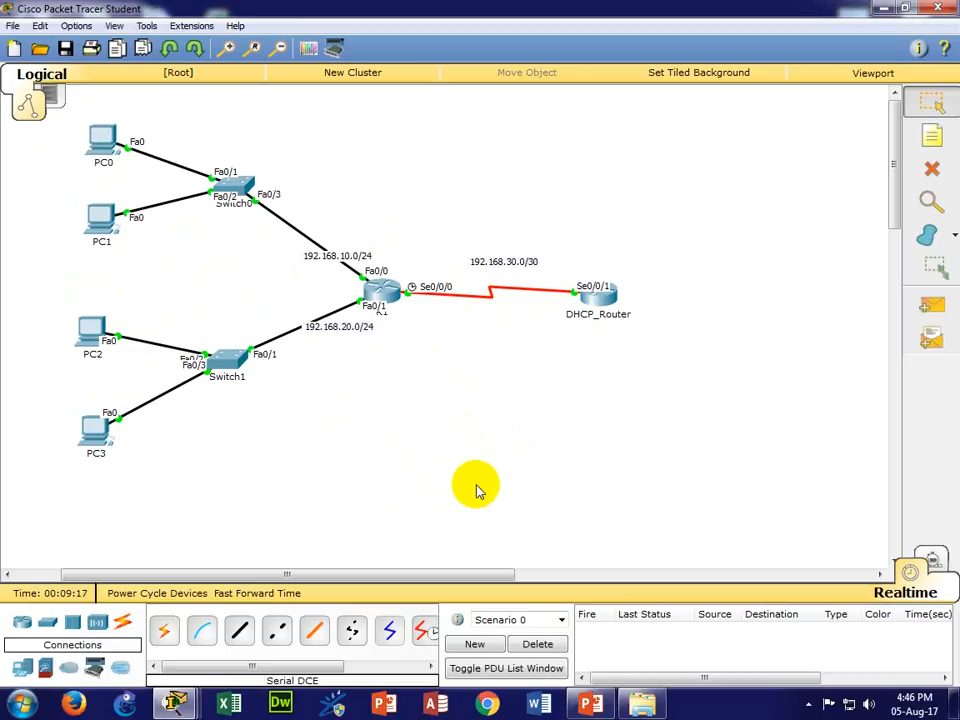 Cisco Packet Tracer Student
File Edit Options View Tools Extensions Help
Logical [Root] New Cluster Move Object Set Tiled Background Viewport
PC0
Fa0
Fa0/1
Fa0/2
Fa0/3
Switch0
PC1
Fa0
192.168.10.0/24
192.168.30.0/30
Fa0/0
Se0/0/0
Se0/0/1
Fa0/1
DHCP_Router
192.168.20.0/24
PC2
Fa0
Fa0/3
Fa0/1
Switch1
Fa0
PC3
Time: 00:09:17 Power Cycle Devices Fast Forward Time
Realtime
Connections
Serial DCE
Scenario 0
New Delete
Toggle PDU List Window
Fire Last Status Source Destination Type Color Time(sec)
4:46 PM
05-Aug-17